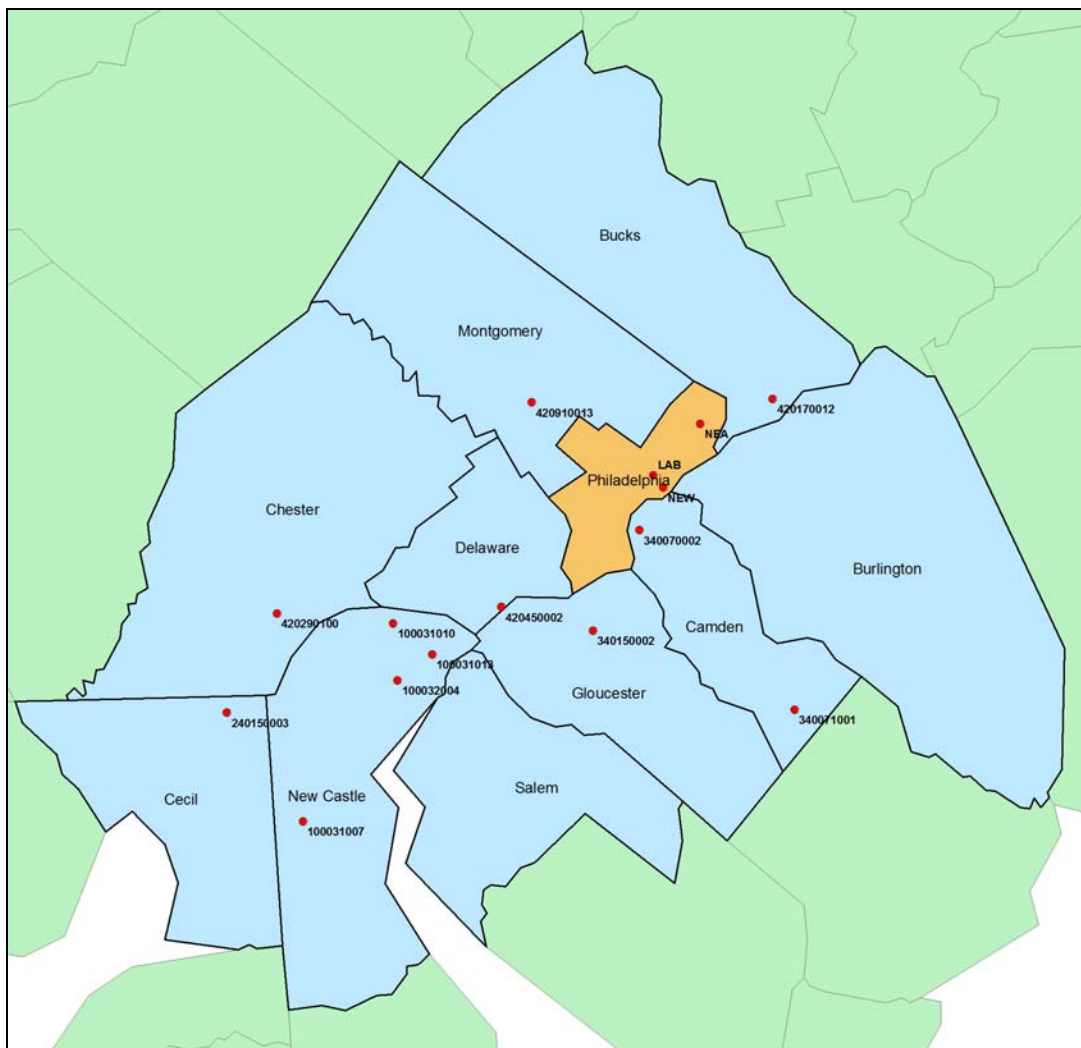 Bucks
Montgomery
420910013
420170012
NEA
LAB
Philadelphia
NEW
Chester
340070002
Delaware
Burlington
420290100
420450002
100031010
340150002
Camden
100031013
100032004
Gloucester
240150003
340071001
Cecil
New Castle
Salem
100031007